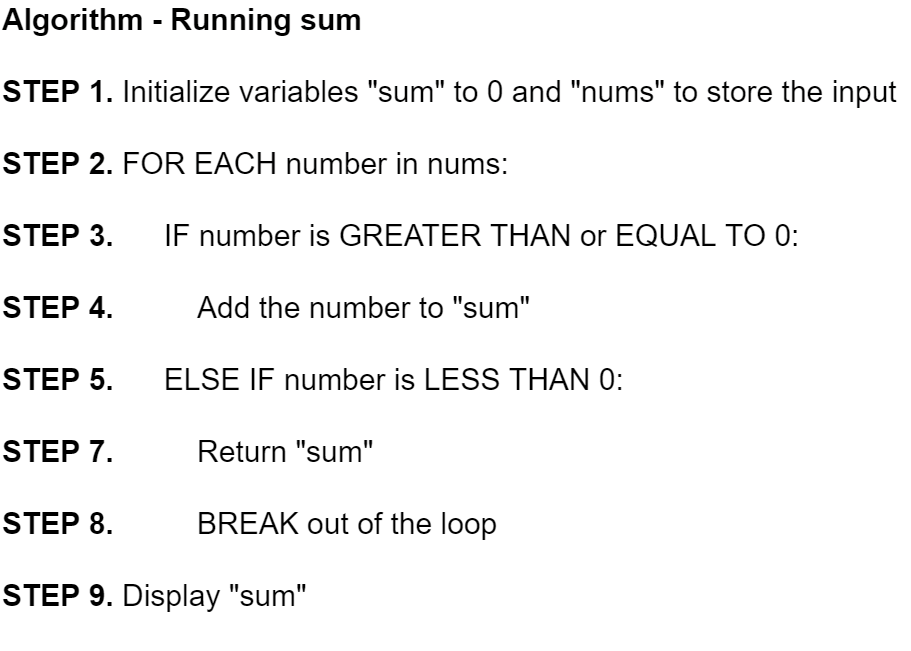 Algorithm - Running sum
STEP 1. Initialize variables "sum" to 0 and "nums" to store the input
STEP 2. FOR EACH number in nums:
STEP 3. IF number is GREATER THAN or EQUAL TO 0:
STEP 4. Add the number to "sum"
STEP 5. ELSE IF number is LESS THAN 0:
STEP 7. Return "sum"
STEP 8. BREAK out of the loop
STEP 9. Display "sum"